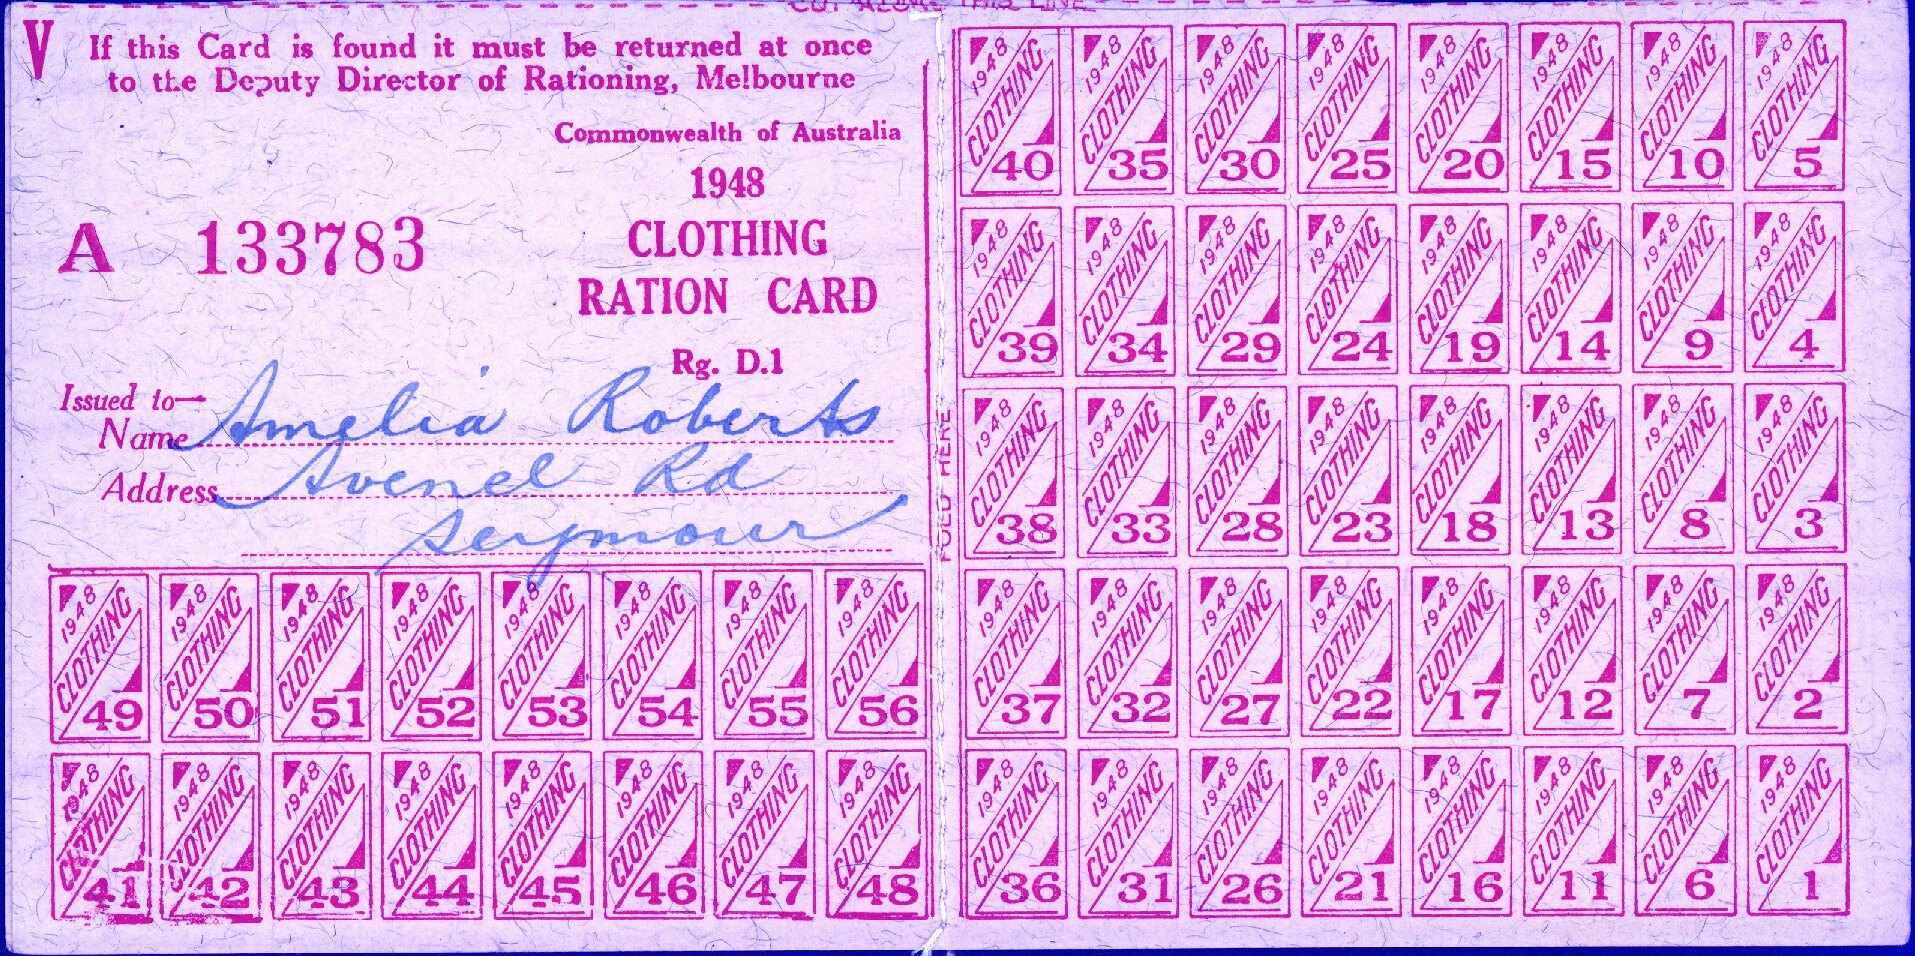 CUT ALONG THIS LINE
V
If this Card is found it must be returned at once
to the Deputy Director of Rationing, Melbourne
Commonwealth of Australia
1948
A 133783
CLOTHING
RATION CARD
Rg. D.1
Issued to—
Name Amelia Roberts
Address Avenel Rd
Seymour
1948 CLOTHING 49
1948 CLOTHING 50
1948 CLOTHING 51
1948 CLOTHING 52
1948 CLOTHING 53
1948 CLOTHING 54
1948 CLOTHING 55
1948 CLOTHING 56
1948 CLOTHING 41
1948 CLOTHING 42
1948 CLOTHING 43
1948 CLOTHING 44
1948 CLOTHING 45
1948 CLOTHING 46
1948 CLOTHING 47
1948 CLOTHING 48
FOLD HERE
1948 CLOTHING 40
1948 CLOTHING 35
1948 CLOTHING 30
1948 CLOTHING 25
1948 CLOTHING 20
1948 CLOTHING 15
1948 CLOTHING 10
1948 CLOTHING 5
1948 CLOTHING 39
1948 CLOTHING 34
1948 CLOTHING 29
1948 CLOTHING 24
1948 CLOTHING 19
1948 CLOTHING 14
1948 CLOTHING 9
1948 CLOTHING 4
1948 CLOTHING 38
1948 CLOTHING 33
1948 CLOTHING 28
1948 CLOTHING 23
1948 CLOTHING 18
1948 CLOTHING 13
1948 CLOTHING 8
1948 CLOTHING 3
1948 CLOTHING 37
1948 CLOTHING 32
1948 CLOTHING 27
1948 CLOTHING 22
1948 CLOTHING 17
1948 CLOTHING 12
1948 CLOTHING 7
1948 CLOTHING 2
1948 CLOTHING 36
1948 CLOTHING 31
1948 CLOTHING 26
1948 CLOTHING 21
1948 CLOTHING 16
1948 CLOTHING 11
1948 CLOTHING 6
1948 CLOTHING 1